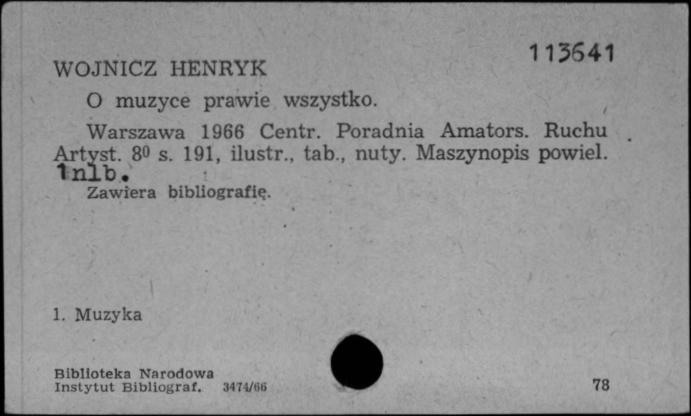 113641
WOJNICZ HENRYK
O muzyce prawie wszystko.
Warszawa 1966 Centr. Poradnia Amators. Ruchu
Artyst. 8⁰ s. 191, ilustr., tab., nuty. Maszynopis powiel.
1nlb.
Zawiera bibliografię.
1. Muzyka
Biblioteka Narodowa
Instytut Bibliograf. 3474/66 78